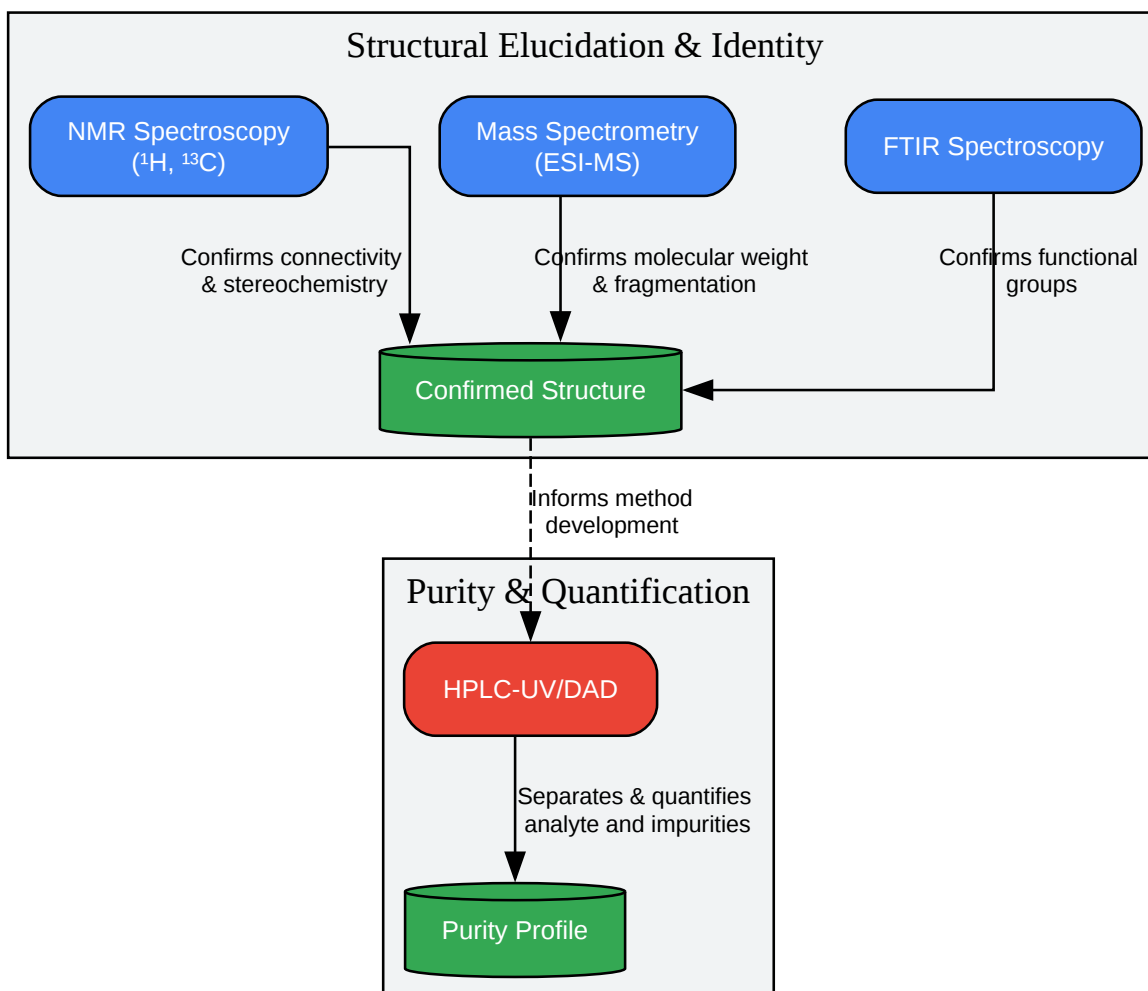 Structural Elucidation & Identity
NMR Spectroscopy
(¹H, ¹³C)
Mass Spectrometry
(ESI-MS)
FTIR Spectroscopy
Confirms connectivity
& stereochemistry
Confirms molecular weight
& fragmentation
Confirms functional
groups
Confirmed Structure
Informs method
development
Purity & Quantification
HPLC-UV/DAD
Separates & quantifies
analyte and impurities
Purity Profile